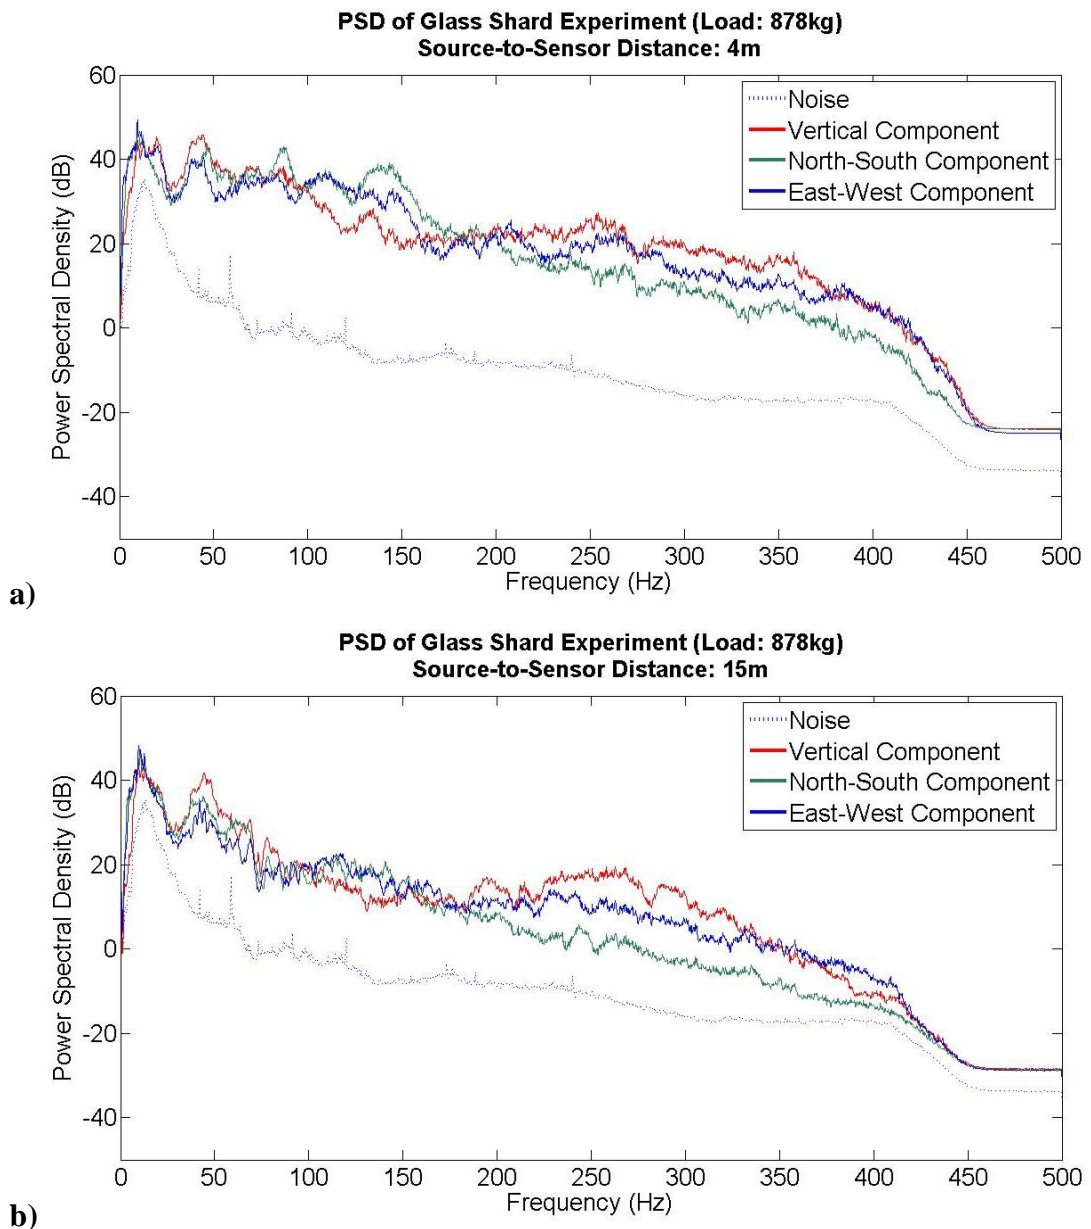 PSD of Glass Shard Experiment (Load: 878kg)
Source-to-Sensor Distance: 4m
60
40
20
0
-20
-40
Power Spectral Density (dB)
Noise
Vertical Component
North-South Component
East-West Component
0 50 100 150 200 250 300 350 400 450 500
Frequency (Hz)
a)
PSD of Glass Shard Experiment (Load: 878kg)
Source-to-Sensor Distance: 15m
60
40
20
0
-20
-40
Power Spectral Density (dB)
Noise
Vertical Component
North-South Component
East-West Component
0 50 100 150 200 250 300 350 400 450 500
Frequency (Hz)
b)